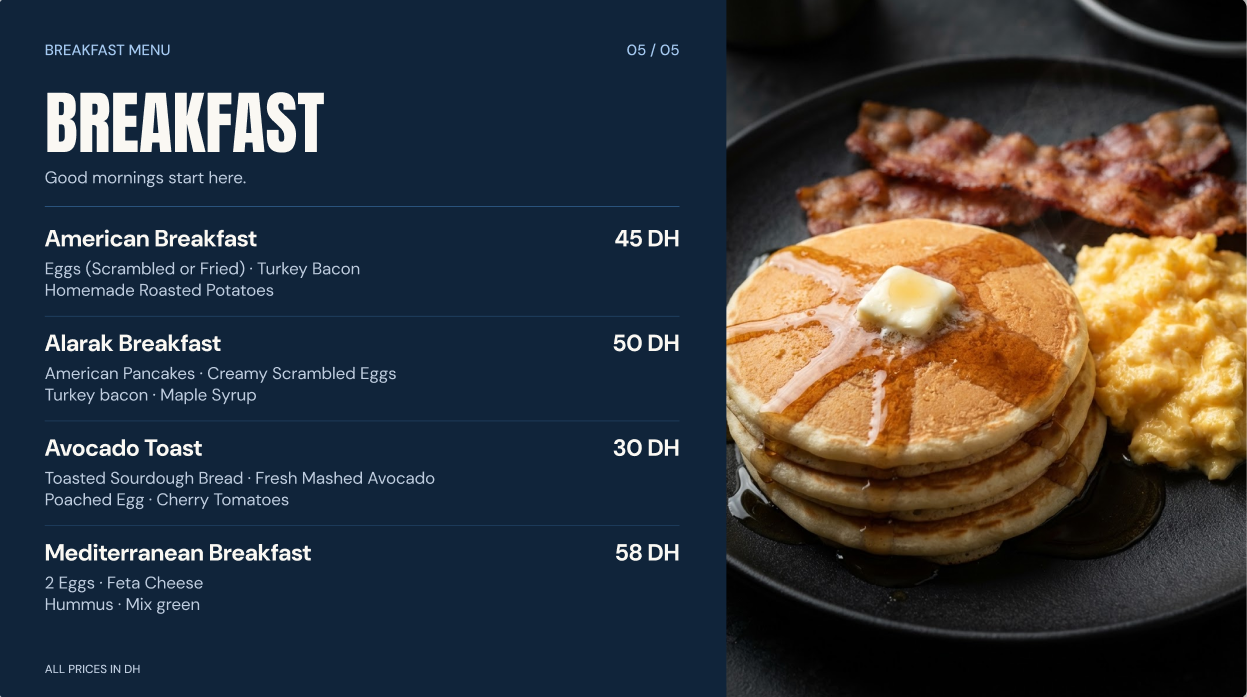 BREAKFAST MENU
05 / 05
BREAKFAST
Good mornings start here.
American Breakfast 45 DH
Eggs (Scrambled or Fried) · Turkey Bacon
Homemade Roasted Potatoes
Alarak Breakfast 50 DH
American Pancakes · Creamy Scrambled Eggs
Turkey bacon · Maple Syrup
Avocado Toast 30 DH
Toasted Sourdough Bread · Fresh Mashed Avocado
Poached Egg · Cherry Tomatoes
Mediterranean Breakfast 58 DH
2 Eggs · Feta Cheese
Hummus · Mix green
ALL PRICES IN DH